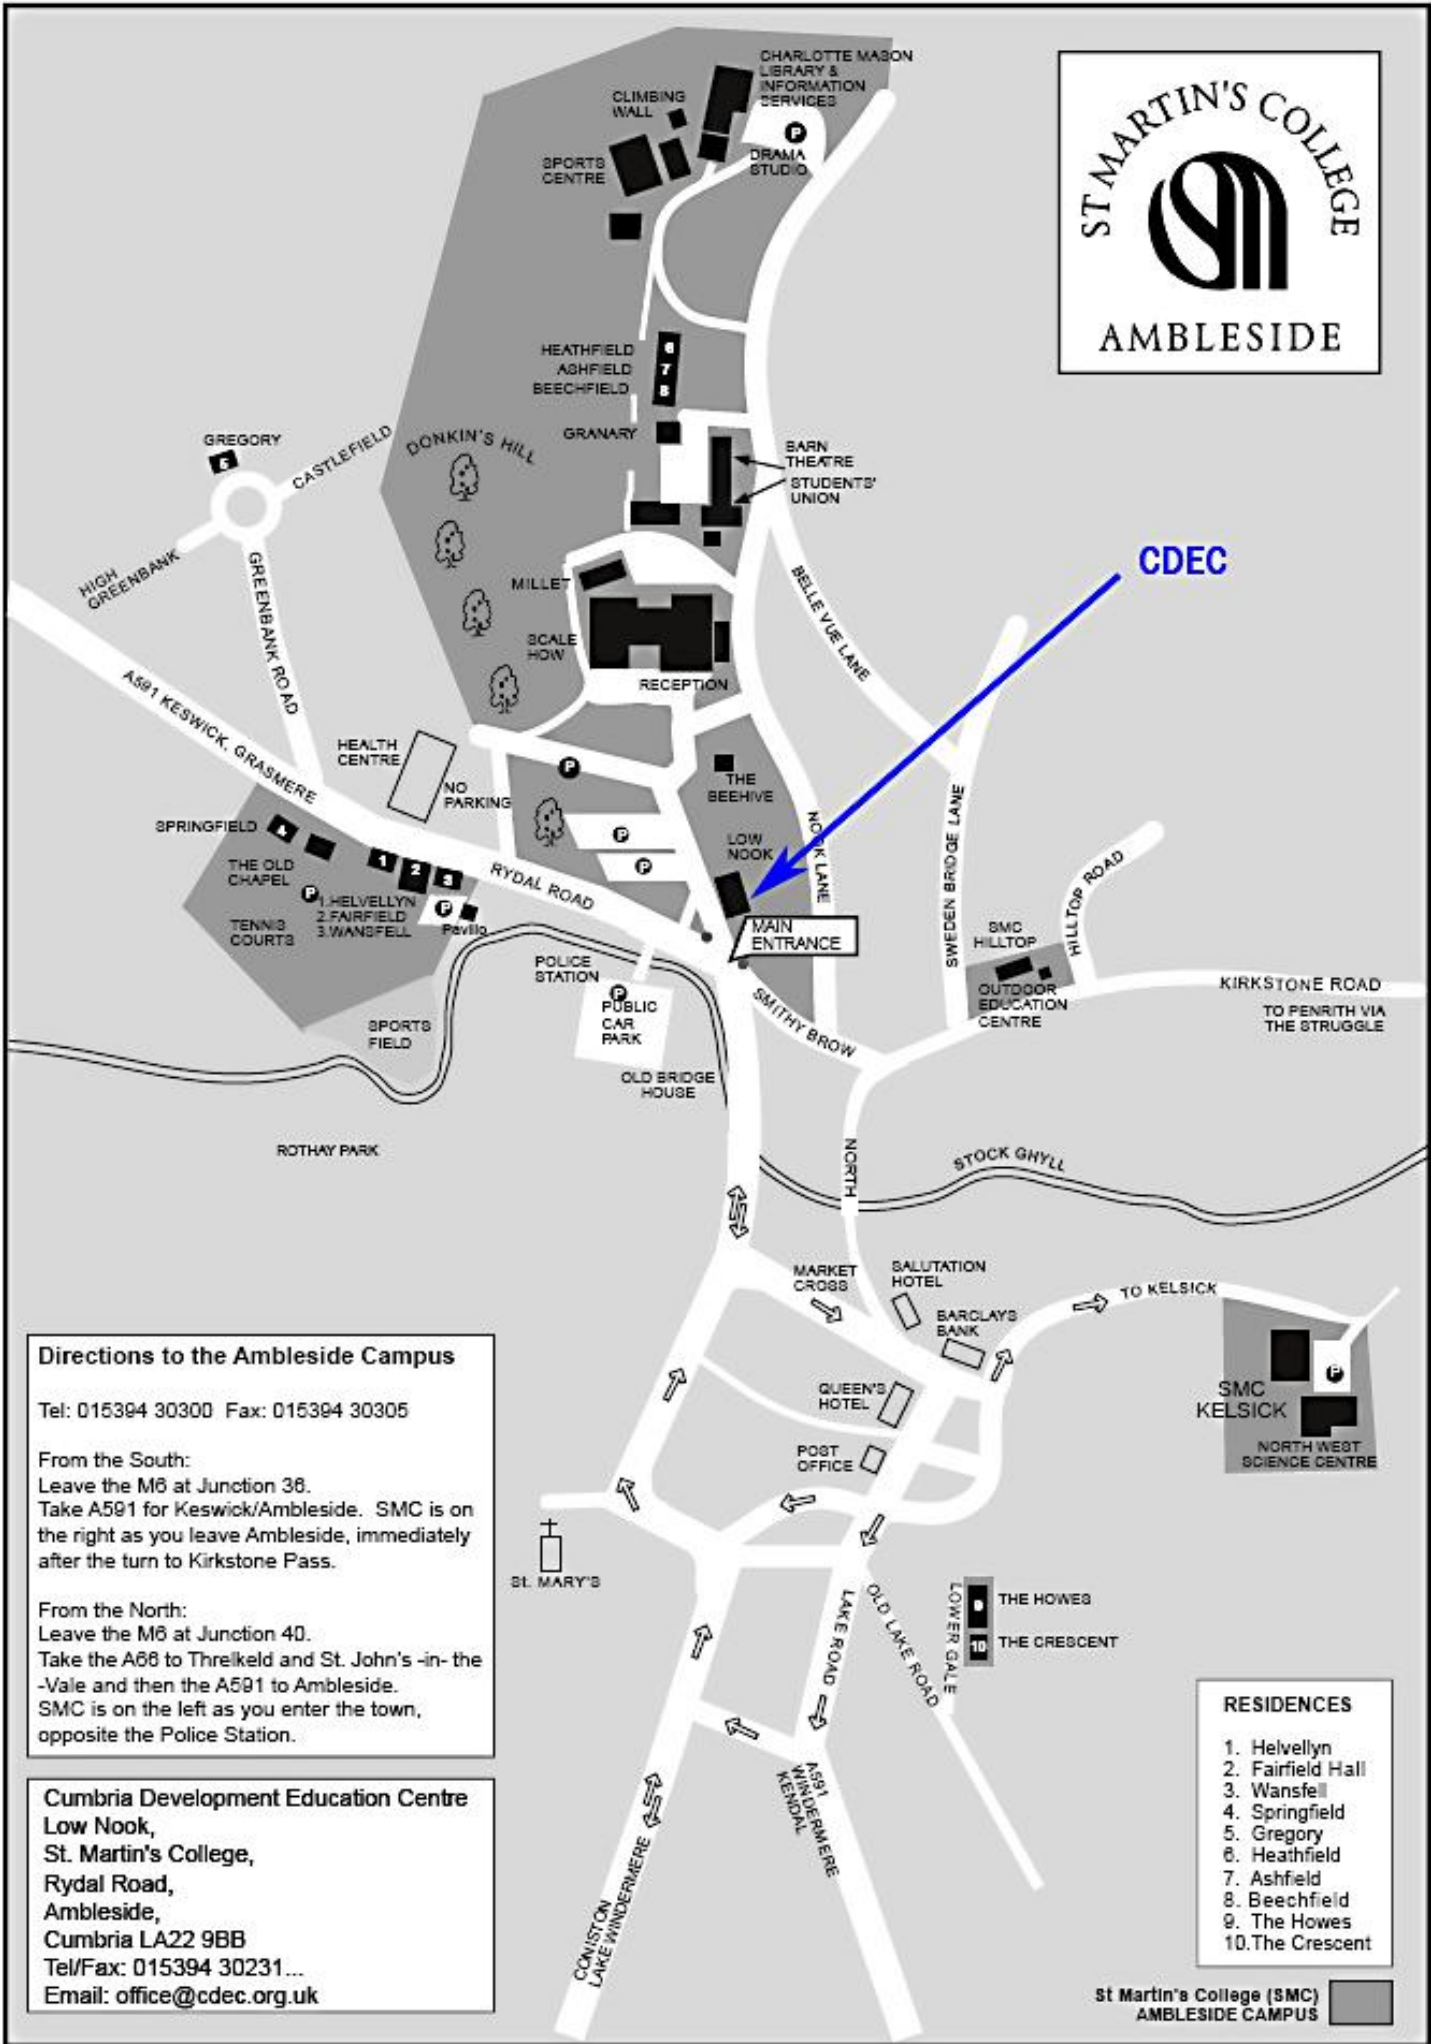 CHARLOTTE MASON
LIBRARY &
INFORMATION
SERVICES
CLIMBING
WALL
P
DRAMA
STUDIO
SPORTS
CENTRE
ST MARTIN'S COLLEGE
AMBLESIDE
HEATHFIELD
6
ASHFIELD
7
BEECHFIELD
8
GRANARY
BARN
THEATRE
STUDENTS'
UNION
GREGORY
5
CASTLEFIELD
DONKIN'S HILL
HIGH
GREENBANK
GREENBANK ROAD
CDEC
MILLET
SCALE
HOW
RECEPTION
BELLE VUE LANE
A591 KESWICK, GRASMERE
HEALTH
CENTRE
NO
PARKING
P
THE
BEEHIVE
P
P
LOW
NOOK
NOOK LANE
SWEDEN BRIDGE LANE
HILLTOP ROAD
SPRINGFIELD
4
1
2
3
THE OLD
CHAPEL
P
1.HELVELLYN
2.FAIRFIELD
3.WANSFELL
P
Pavilio
TENNIS
COURTS
RYDAL ROAD
MAIN
ENTRANCE
SMC
HILLTOP
OUTDOOR
EDUCATION
CENTRE
KIRKSTONE ROAD
TO PENRITH VIA
THE STRUGGLE
POLICE
STATION
P
PUBLIC
CAR
PARK
SMITHY BROW
SPORTS
FIELD
OLD BRIDGE
HOUSE
ROTHAY PARK
NORTH
STOCK GHYLL
MARKET
CROSS
SALUTATION
HOTEL
BARCLAYS
BANK
TO KELSICK
QUEEN'S
HOTEL
POST
OFFICE
P
SMC
KELSICK
NORTH WEST
SCIENCE CENTRE
St. MARY'S
LAKE ROAD
OLD LAKE ROAD
LOWER GALE
9
THE HOWES
10
THE CRESCENT
A591
WINDERMERE
KENDAL
CONISTON
LAKE WINDERMERE
Directions to the Ambleside Campus
Tel: 015394 30300 Fax: 015394 30305
From the South:
Leave the M6 at Junction 36.
Take A591 for Keswick/Ambleside. SMC is on
the right as you leave Ambleside, immediately
after the turn to Kirkstone Pass.
From the North:
Leave the M6 at Junction 40.
Take the A66 to Threlkeld and St. John's -in- the
-Vale and then the A591 to Ambleside.
SMC is on the left as you enter the town,
opposite the Police Station.
Cumbria Development Education Centre
Low Nook,
St. Martin's College,
Rydal Road,
Ambleside,
Cumbria LA22 9BB
Tel/Fax: 015394 30231...
Email: office@cdec.org.uk
RESIDENCES
1. Helvellyn
2. Fairfield Hall
3. Wansfell
4. Springfield
5. Gregory
6. Heathfield
7. Ashfield
8. Beechfield
9. The Howes
10.The Crescent
St Martin's College (SMC)
AMBLESIDE CAMPUS